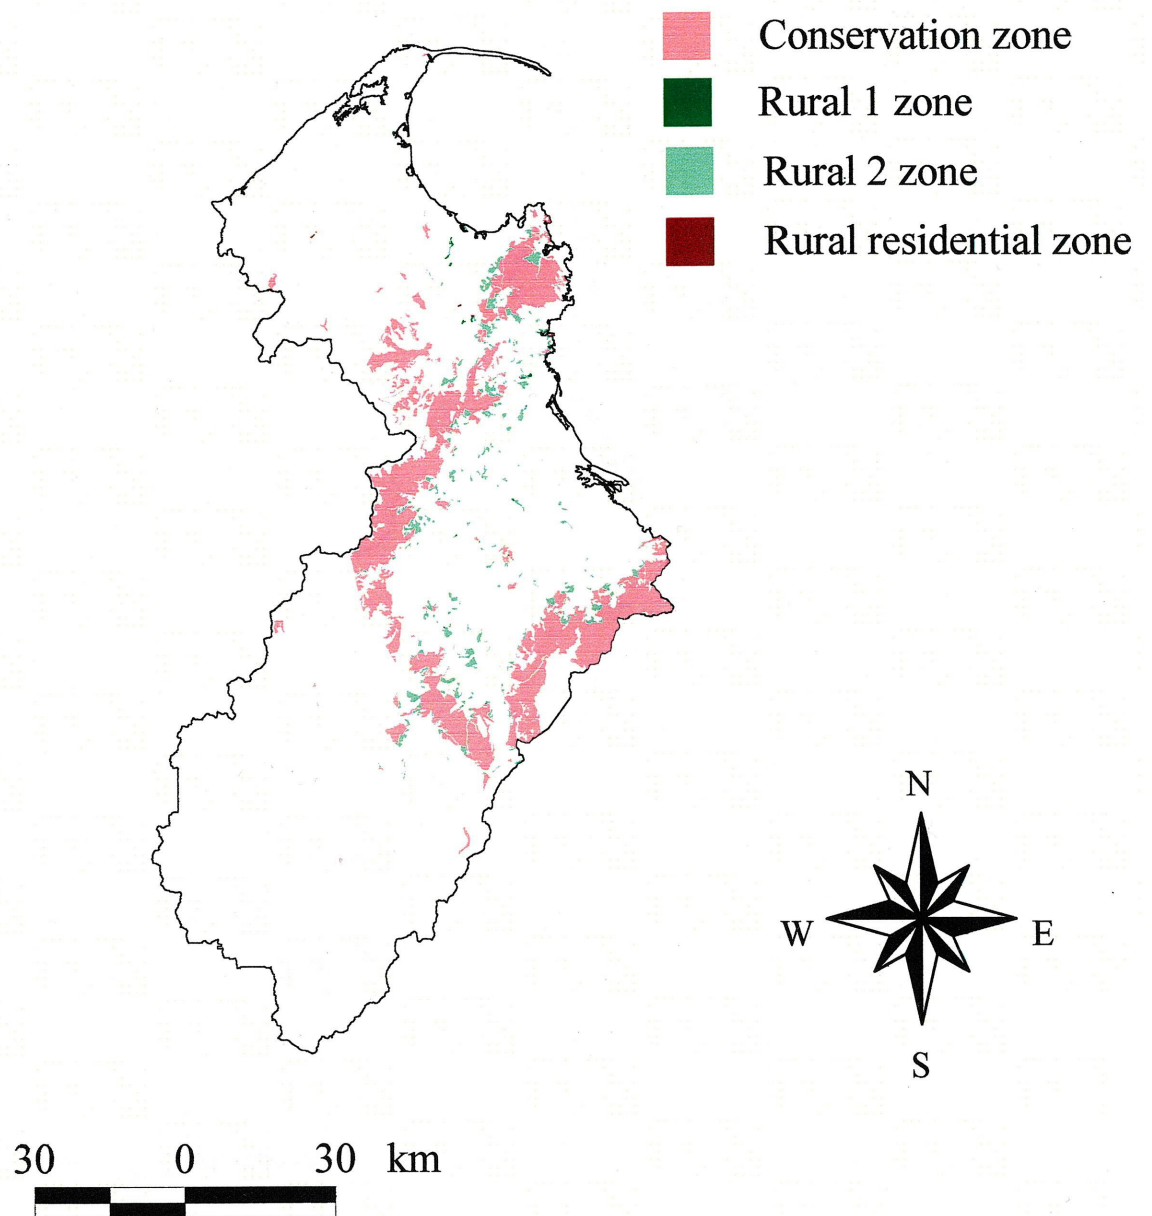 Conservation zone
Rural 1 zone
Rural 2 zone
Rural residential zone
N
W
E
S
30 0 30 km